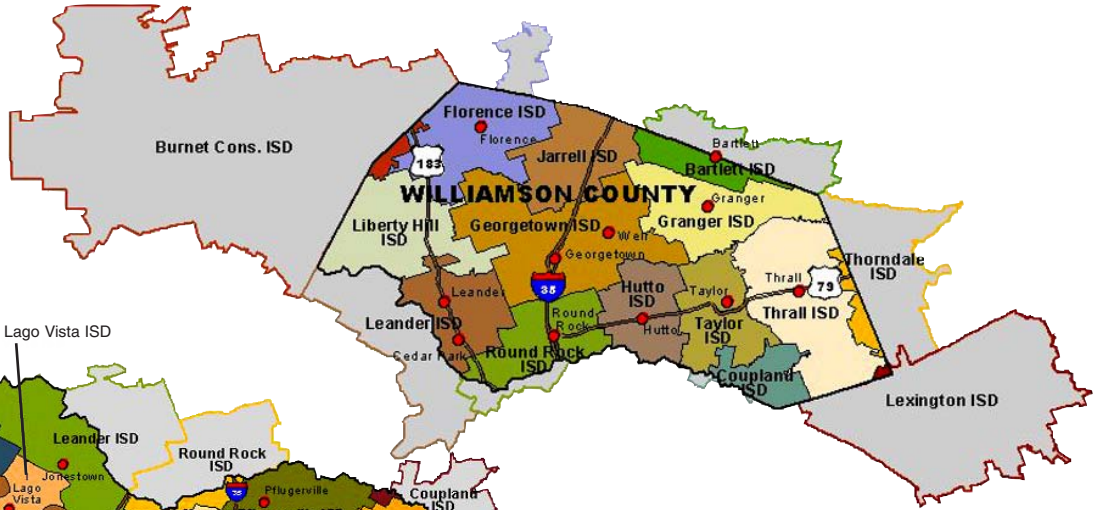 Florence ISD
Florence
Burnet Cons. ISD
183
Jarrell ISD
Bartlett
Bartlett ISD
WILLIAMSON COUNTY
Granger
Granger ISD
Liberty Hill
ISD
Georgetown ISD
Weir
Georgetown
Thorndale
ISD
Thrall
79
35
Hutto
ISD
Taylor
Leander
Round
Rock
Thrall ISD
Leander ISD
Hutto
Taylor
ISD
Cedar Park
Round Rock
ISD
Coupland
ISD
Lexington ISD
Lago Vista ISD
Leander ISD
Round Rock
ISD
Jonestown
Lago
Vista
35
Pflugerville
Coupland
ISD